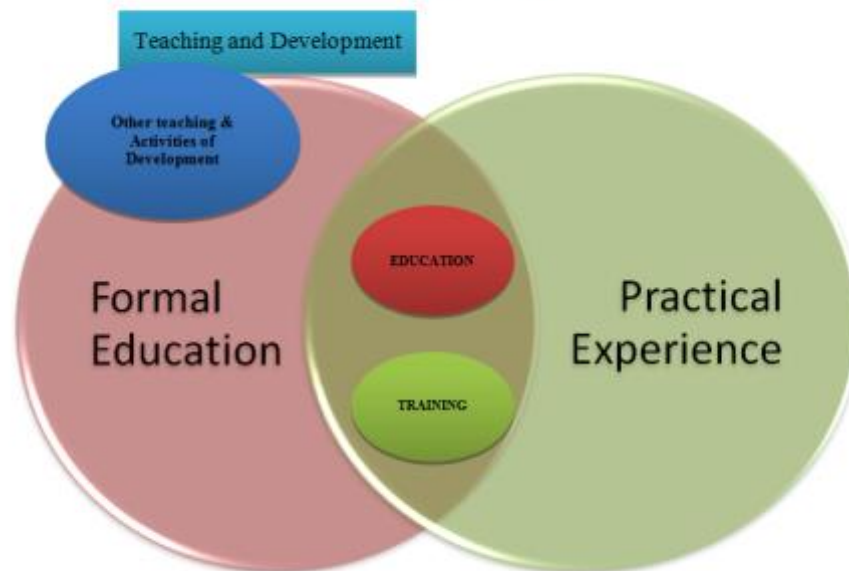 Teaching and Development
Other teaching &
Activities of
Development
EDUCATION
Formal
Education
Practical
Experience
TRAINING